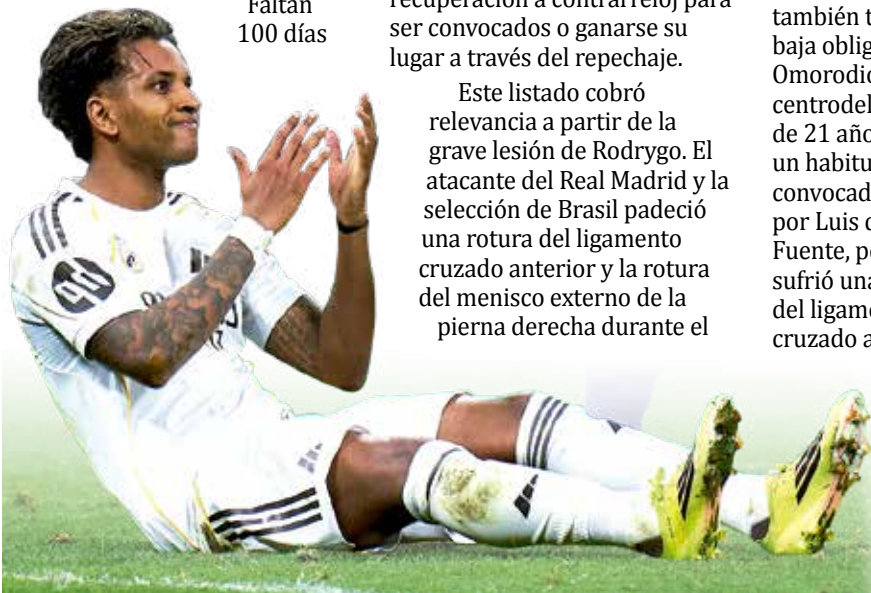 Faltan
100 días
recuperación a contrarreloj para
ser convocados o ganarse su
lugar a través del repechaje.
Este listado cobró
relevancia a partir de la
grave lesión de Rodrygo. El
atacante del Real Madrid y la
selección de Brasil padeció
una rotura del ligamento
cruzado anterior y la rotura
del menisco externo de la
pierna derecha durante el
también t
baja oblig
Omorodio
centrodel
de 21 año
un habitu
convocad
por Luis d
Fuente, p
sufrió una
del ligam
cruzado a